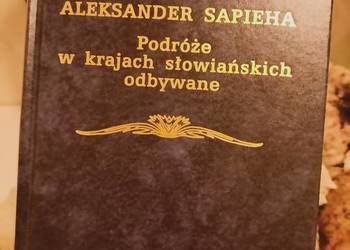 ALEKSANDER SAPIEHA
Podróże
w krajach słowiańskich
odbywane